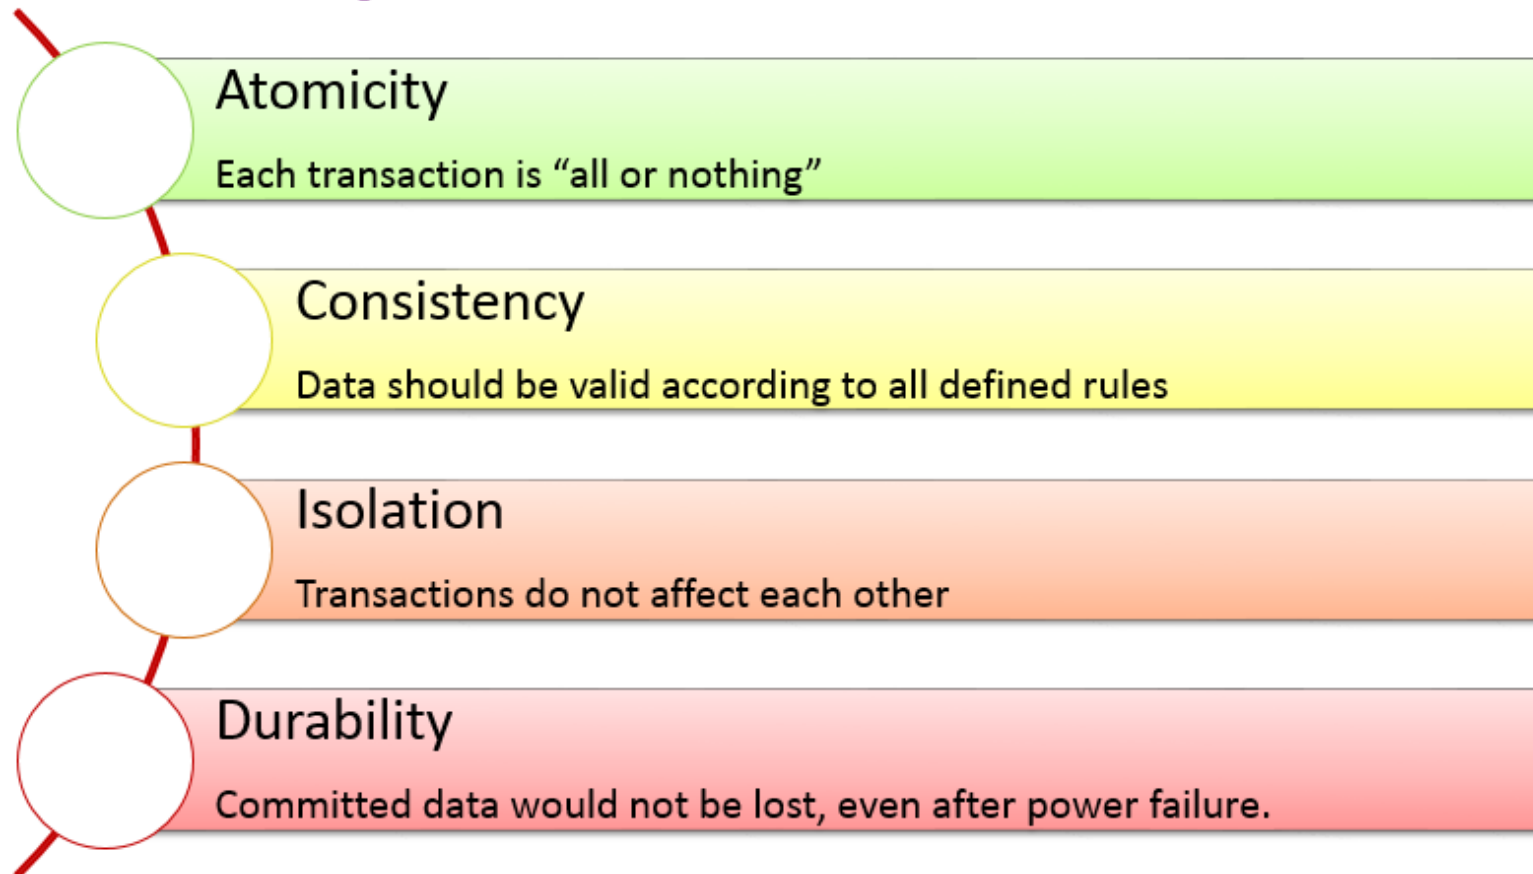 Atomicity
Each transaction is “all or nothing”
Consistency
Data should be valid according to all defined rules
Isolation
Transactions do not affect each other
Durability
Committed data would not be lost, even after power failure.